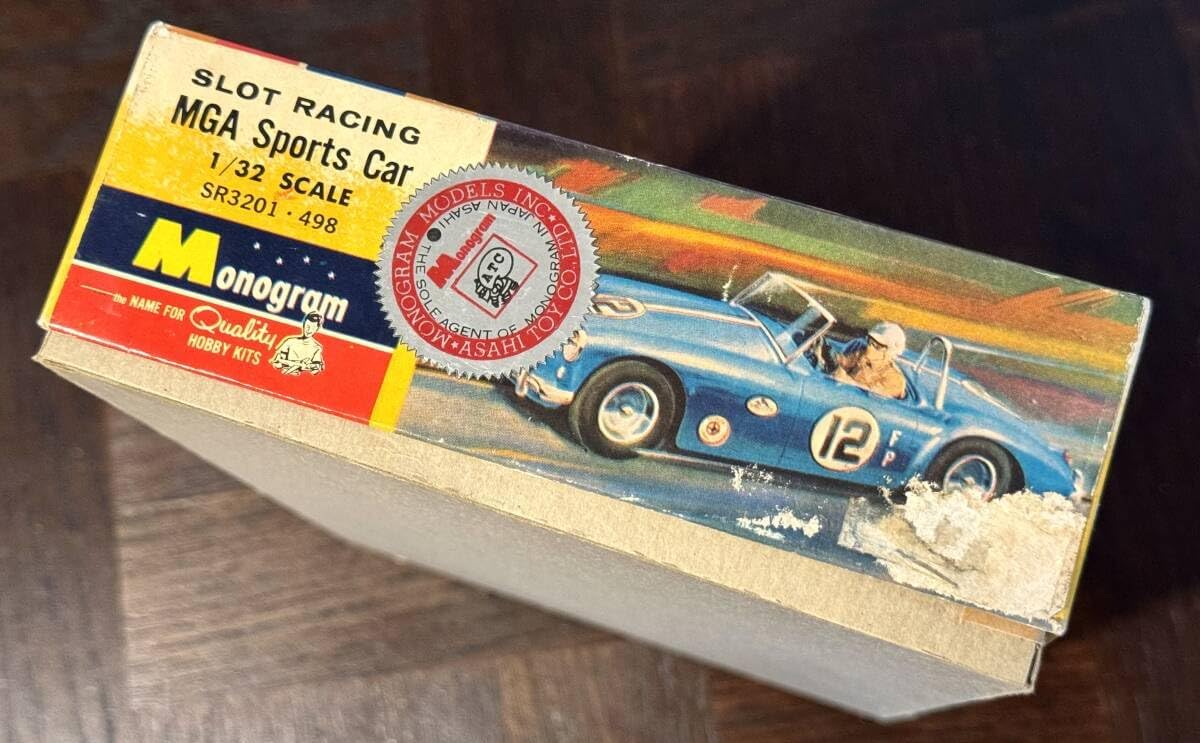 SLOT RACING
MGA Sports Car
1/32 SCALE
SR3201 · 498
Monogram
the NAME FOR Quality
HOBBY KITS
MONOGRAM MODELS INC. ★ ASAHI TOY CO., LTD ★
THE SOLE AGENT OF MONOGRAM IN JAPAN ASAHI
Monogram
ATC
12
12
FP